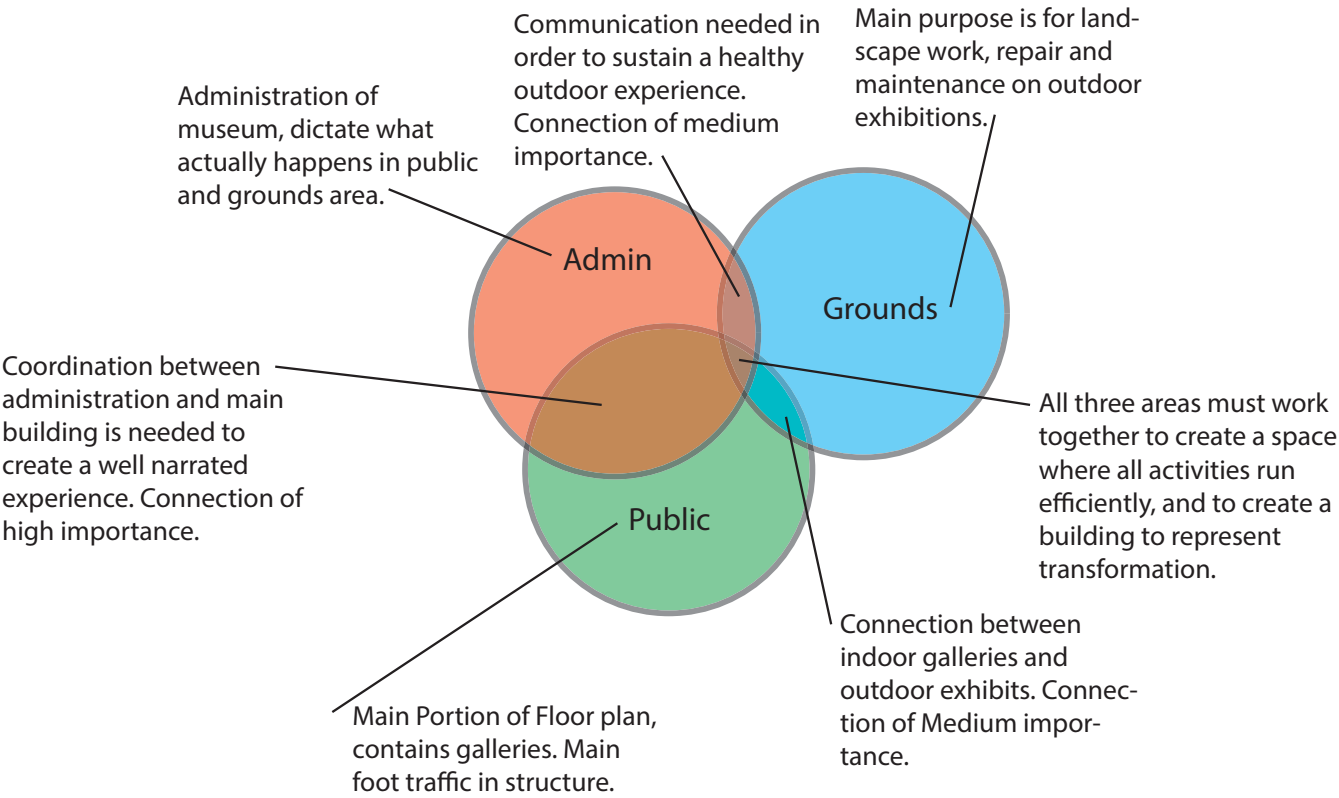 Administration of
museum, dictate what
actually happens in public
and grounds area.
Communication needed in
order to sustain a healthy
outdoor experience.
Connection of medium
importance.
Main purpose is for land-
scape work, repair and
maintenance on outdoor
exhibitions.
Admin
Grounds
Public
Coordination between
administration and main
building is needed to
create a well narrated
experience. Connection of
high importance.
All three areas must work
together to create a space
where all activities run
efficiently, and to create a
building to represent
transformation.
Connection between
indoor galleries and
outdoor exhibits. Connec-
tion of Medium impor-
tance.
Main Portion of Floor plan,
contains galleries. Main
foot traffic in structure.